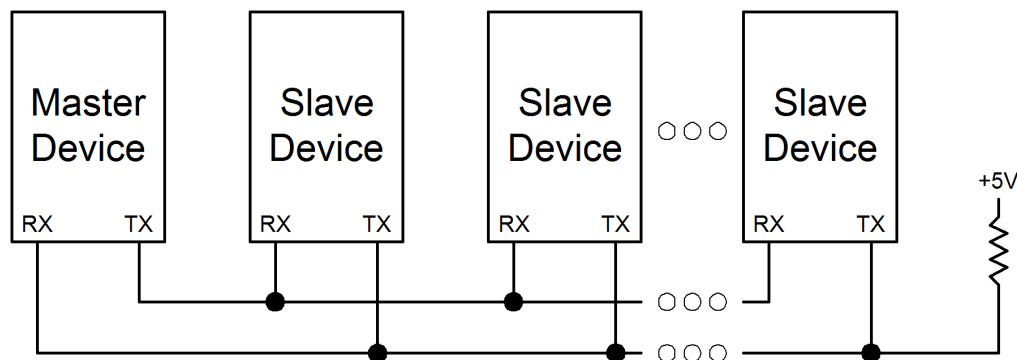 Master
Device
Slave
Device
Slave
Device
Slave
Device
+5V
RX TX
RX TX
RX TX
RX TX